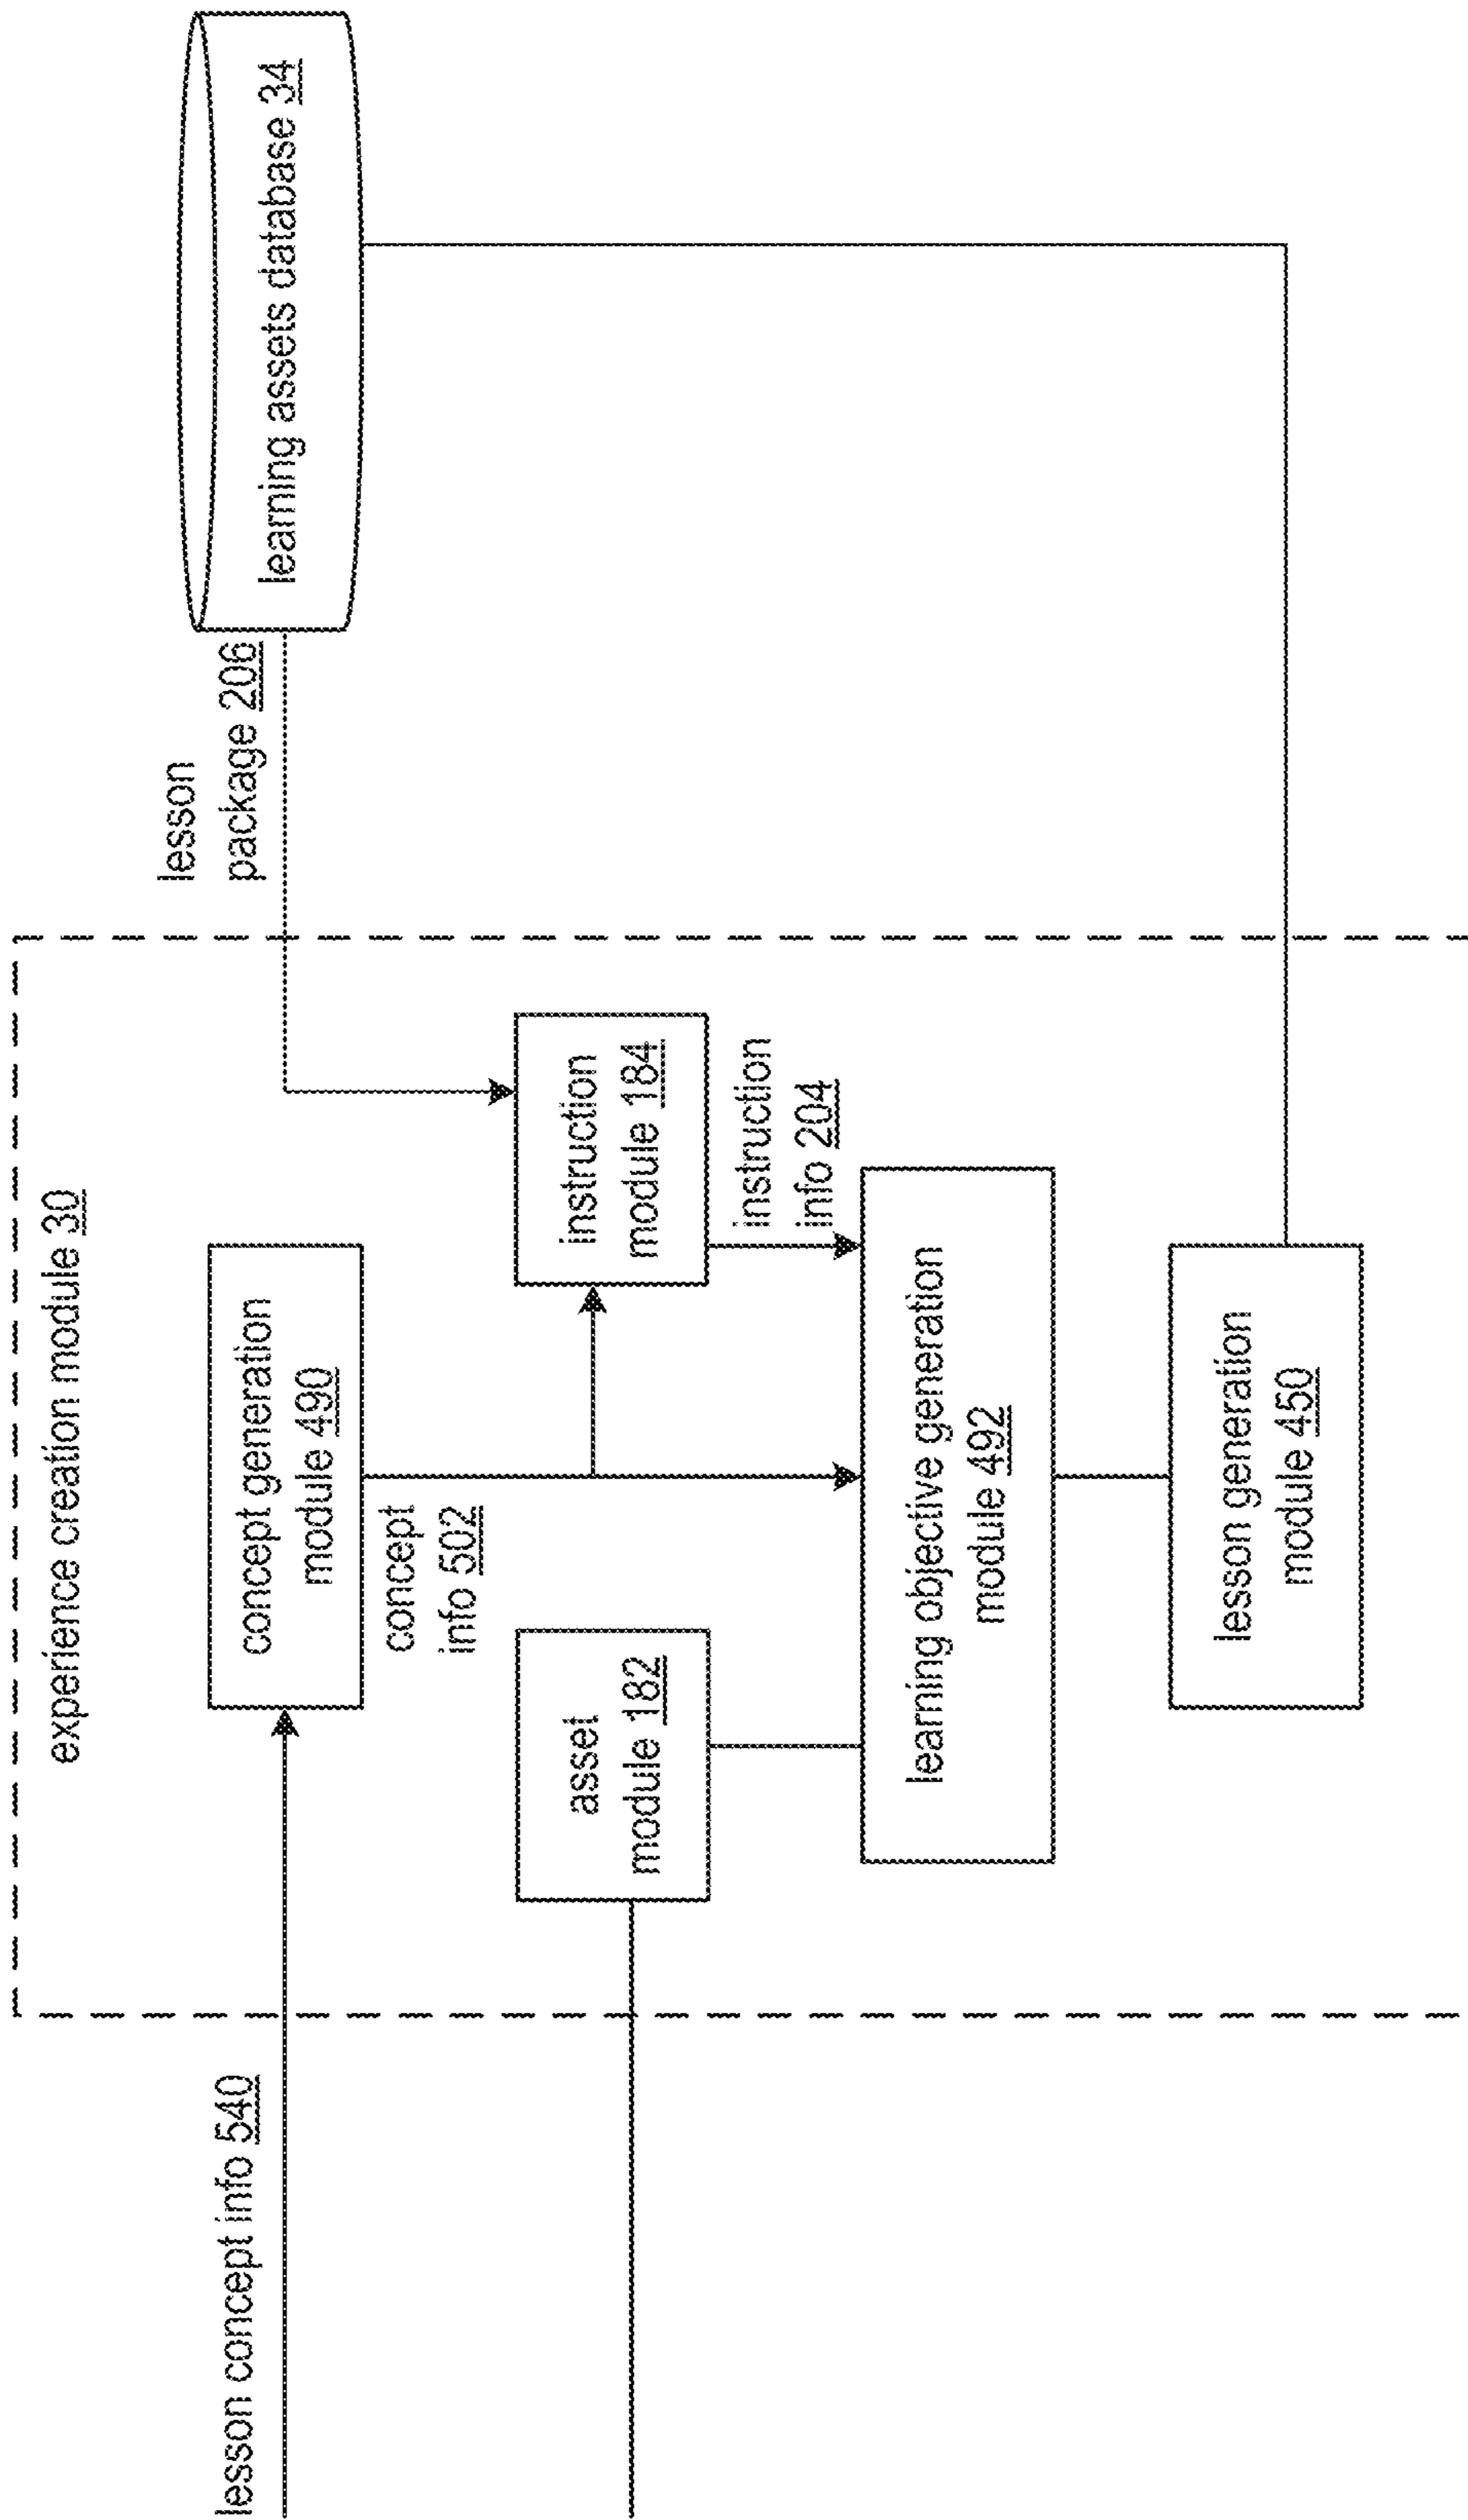 experience creation module 30
lesson concept info 540
concept generation
module 490
lesson
package 206
learning assets database 34
concept
info 502
asset
module 182
instruction
module 184
instruction
info 204
learning objective generation
module 492
lesson generation
module 450